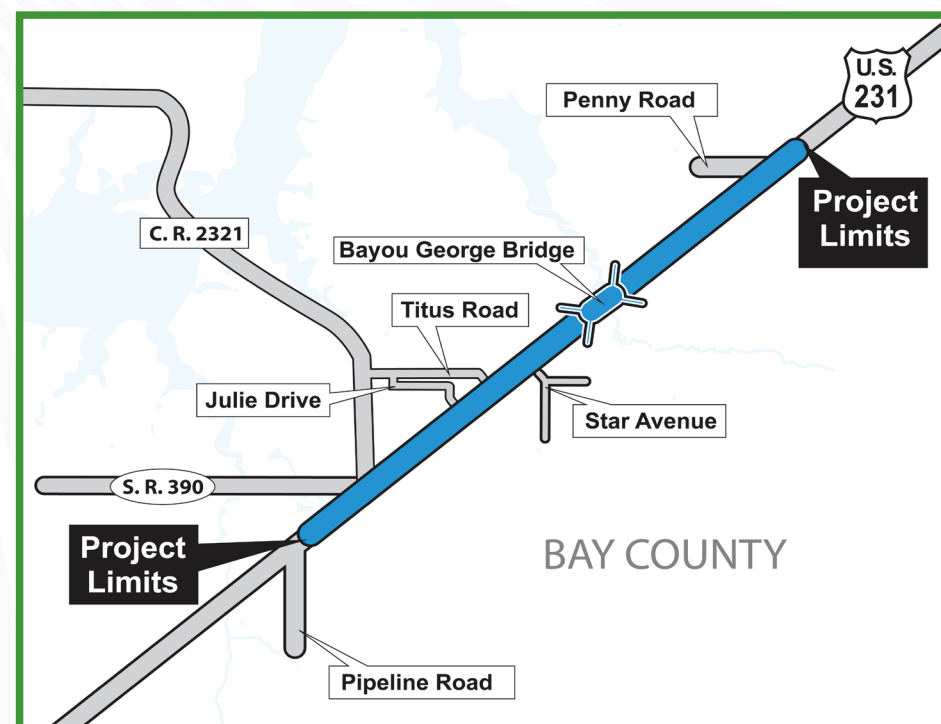 U.S.
231
Penny Road
Project
Limits
C. R. 2321
Bayou George Bridge
Titus Road
Julie Drive
Star Avenue
S. R. 390
Project
Limits
BAY COUNTY
Pipeline Road